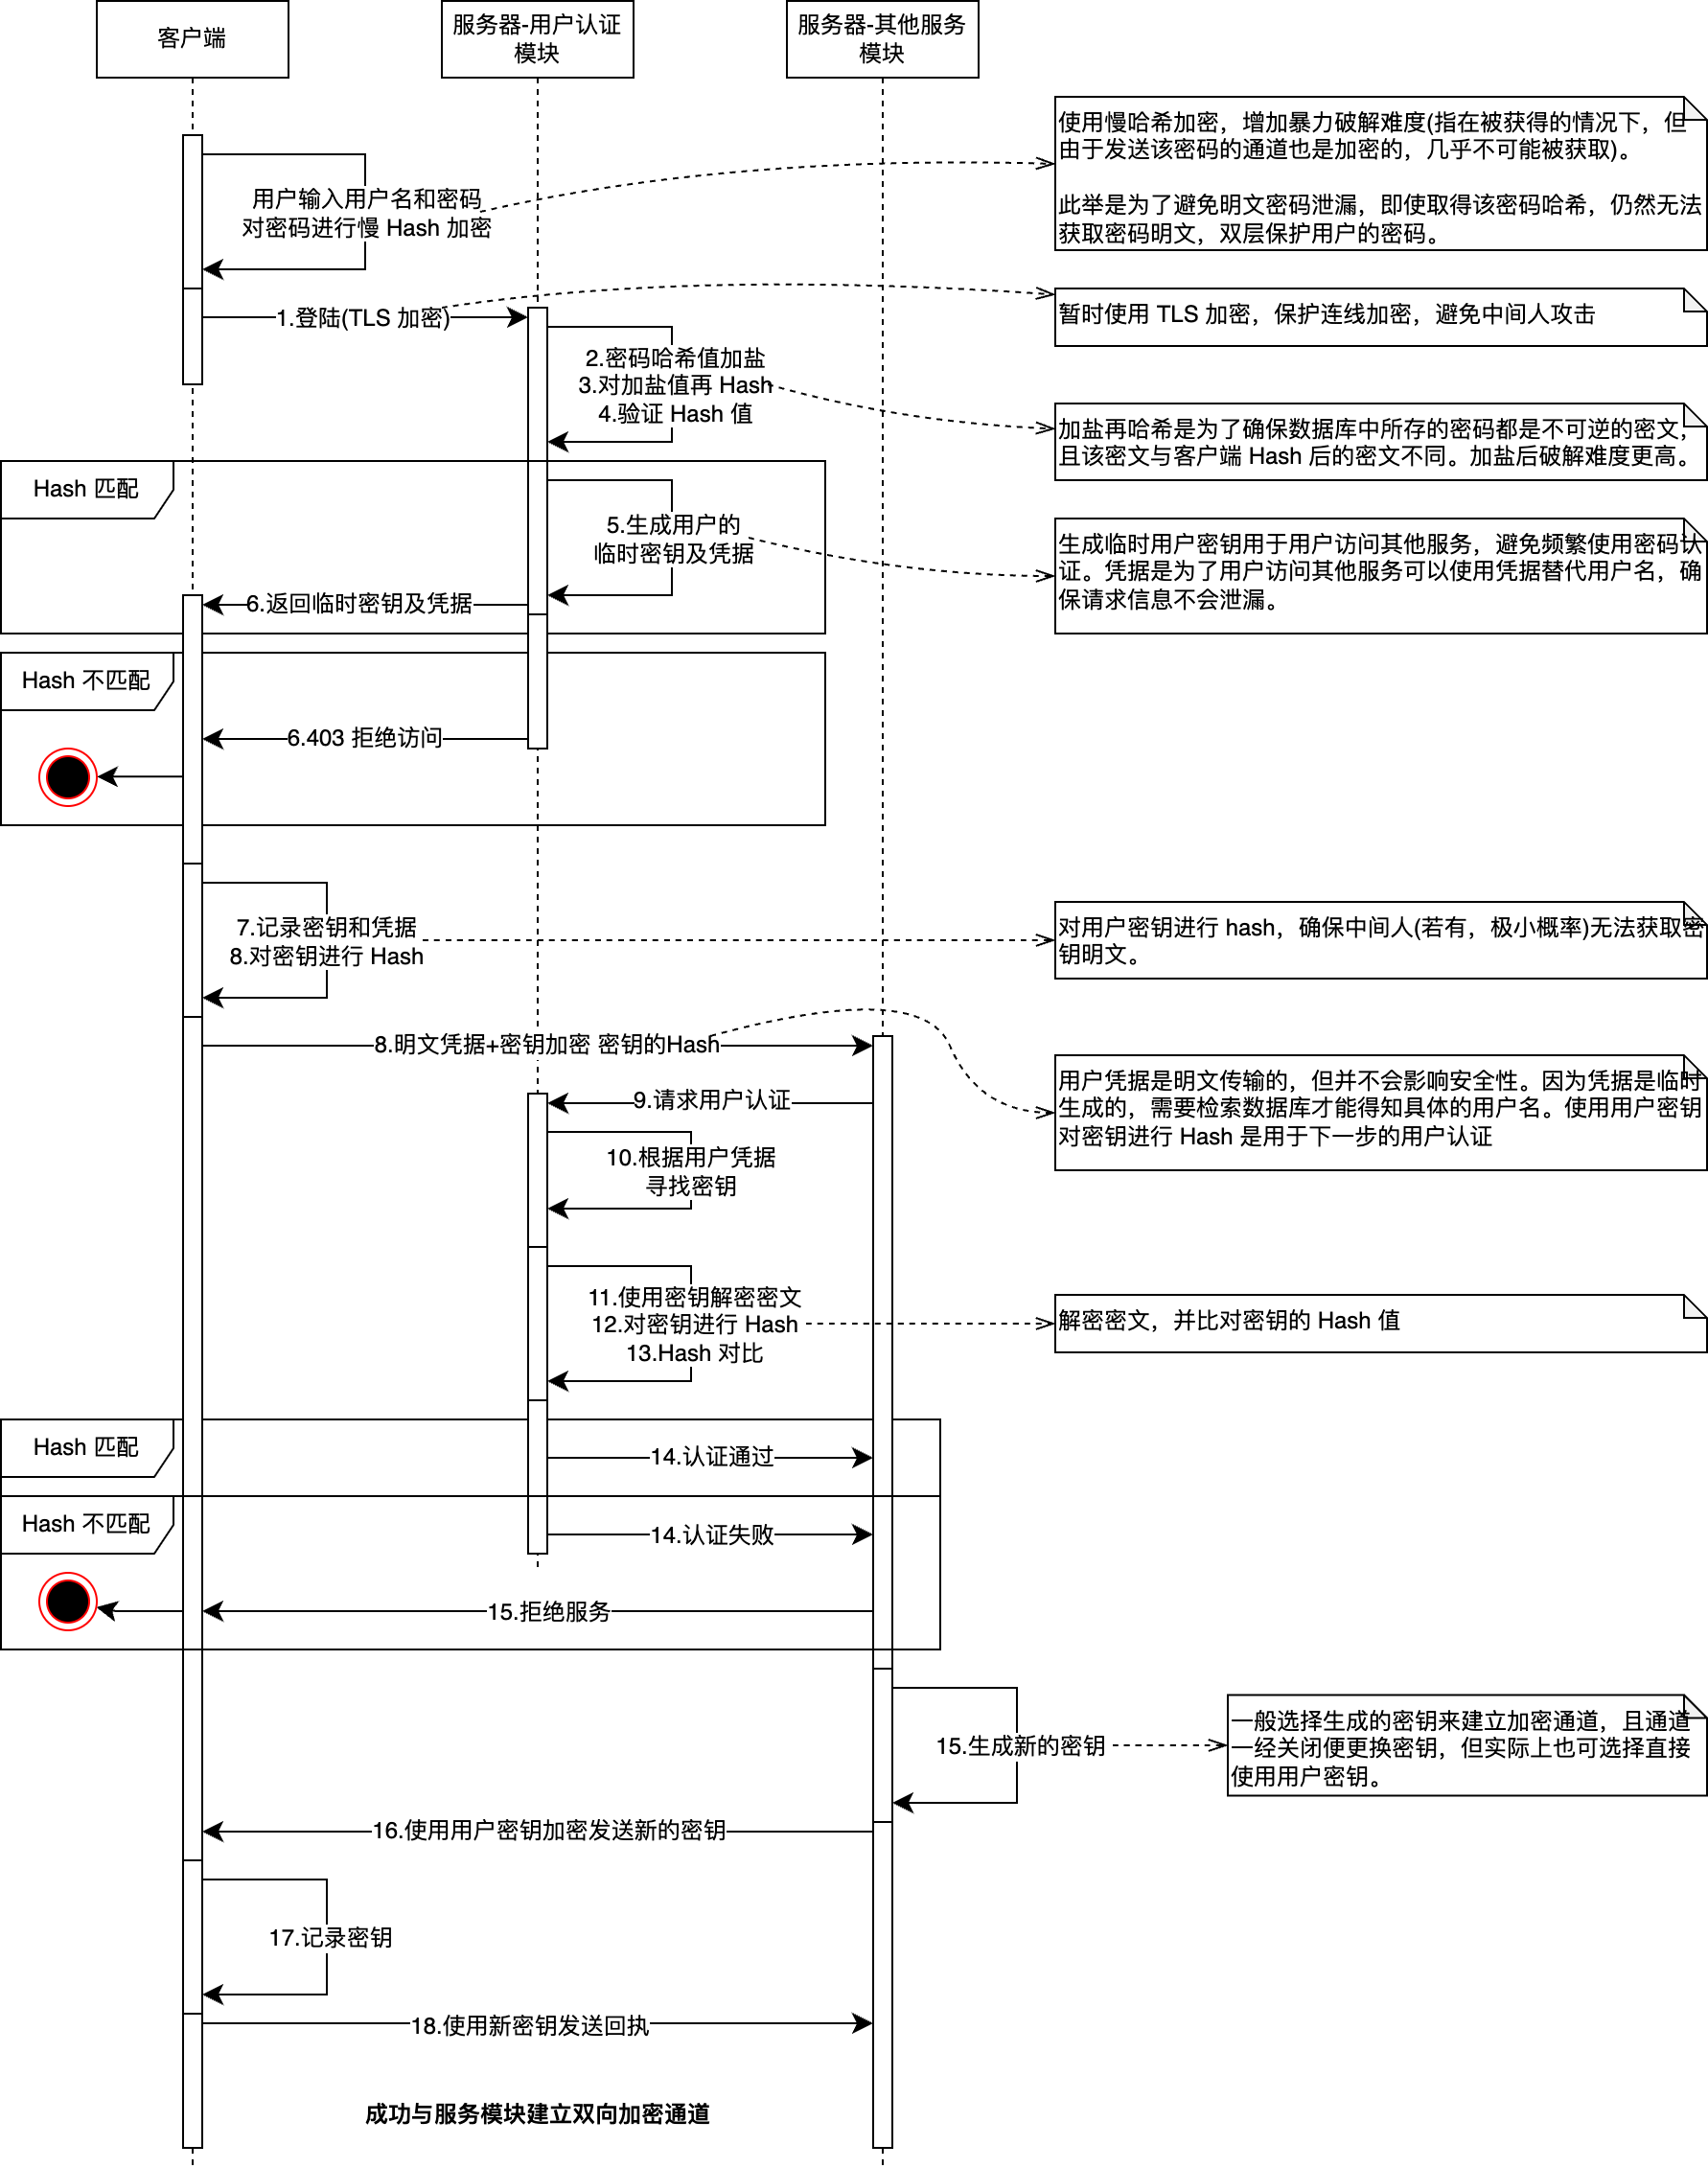 客户端
服务器-用户认证
模块
服务器-其他服务
模块
使用慢哈希加密，增加暴力破解难度(指在被获得的情况下，但
由于发送该密码的通道也是加密的，几乎不可能被获取)。
此举是为了避免明文密码泄漏，即使取得该密码哈希，仍然无法
获取密码明文，双层保护用户的密码。
用户输入用户名和密码
对密码进行慢 Hash 加密
1.登陆(TLS 加密)
暂时使用 TLS 加密，保护连线加密，避免中间人攻击
2.密码哈希值加盐
3.对加盐值再 Hash
4.验证 Hash 值
加盐再哈希是为了确保数据库中所存的密码都是不可逆的密文，
且该密文与客户端 Hash 后的密文不同。加盐后破解难度更高。
Hash 匹配
5.生成用户的
临时密钥及凭据
生成临时用户密钥用于用户访问其他服务，避免频繁使用密码认
证。凭据是为了用户访问其他服务可以使用凭据替代用户名，确
保请求信息不会泄漏。
6.返回临时密钥及凭据
Hash 不匹配
6.403 拒绝访问
7.记录密钥和凭据
8.对密钥进行 Hash
对用户密钥进行 hash，确保中间人(若有，极小概率)无法获取密
钥明文。
8.明文凭据+密钥加密 密钥的Hash
用户凭据是明文传输的，但并不会影响安全性。因为凭据是临时
生成的，需要检索数据库才能得知具体的用户名。使用用户密钥
对密钥进行 Hash 是用于下一步的用户认证
9.请求用户认证
10.根据用户凭据
寻找密钥
11.使用密钥解密密文
12.对密钥进行 Hash
13.Hash 对比
解密密文，并比对密钥的 Hash 值
Hash 匹配
14.认证通过
Hash 不匹配
14.认证失败
15.拒绝服务
15.生成新的密钥
一般选择生成的密钥来建立加密通道，且通道
一经关闭便更换密钥，但实际上也可选择直接
使用用户密钥。
16.使用用户密钥加密发送新的密钥
17.记录密钥
18.使用新密钥发送回执
成功与服务模块建立双向加密通道